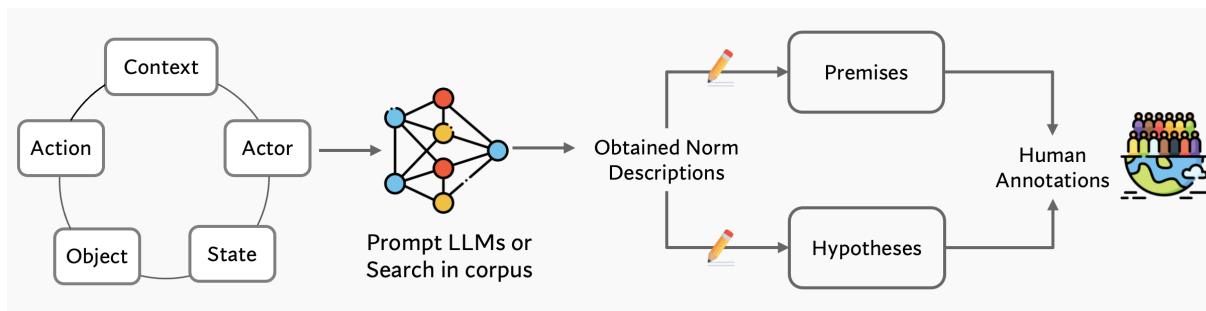 Context
Action
Actor
Object
State
Prompt LLMs or
Search in corpus
Obtained Norm
Descriptions
Premises
Hypotheses
Human
Annotations